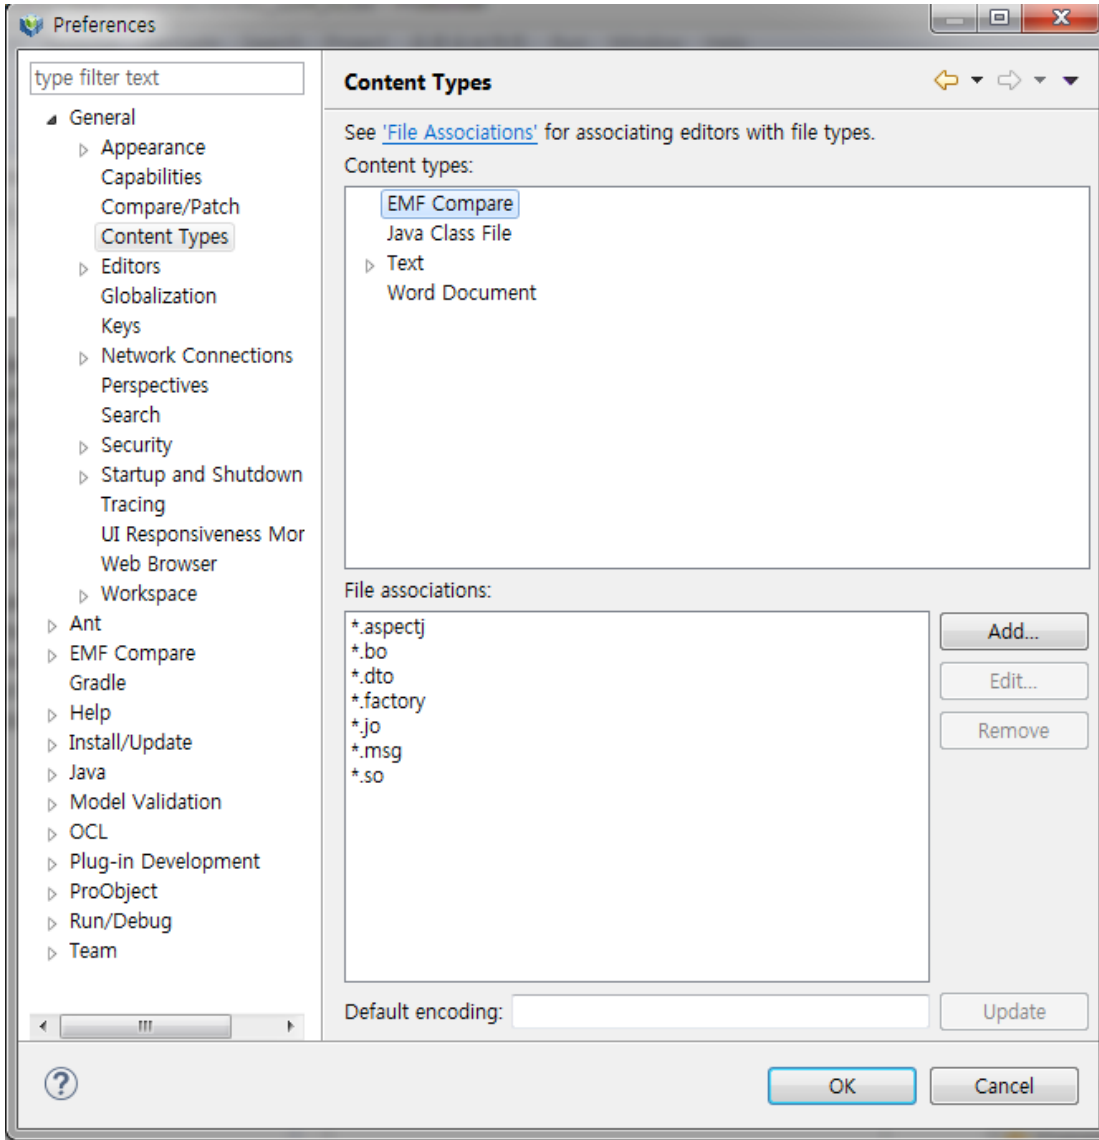 Preferences
type filter text
General
Appearance
Capabilities
Compare/Patch
Content Types
Editors
Globalization
Keys
Network Connections
Perspectives
Search
Security
Startup and Shutdown
Tracing
UI Responsiveness Mor
Web Browser
Workspace
Ant
EMF Compare
Gradle
Help
Install/Update
Java
Model Validation
OCL
Plug-in Development
ProObject
Run/Debug
Team
Content Types
See 'File Associations' for associating editors with file types.
Content types:
EMF Compare
Java Class File
Text
Word Document
File associations:
*.aspectj
*.bo
*.dto
*.factory
*.jo
*.msg
*.so
Add...
Edit...
Remove
Default encoding:
Update
OK
Cancel